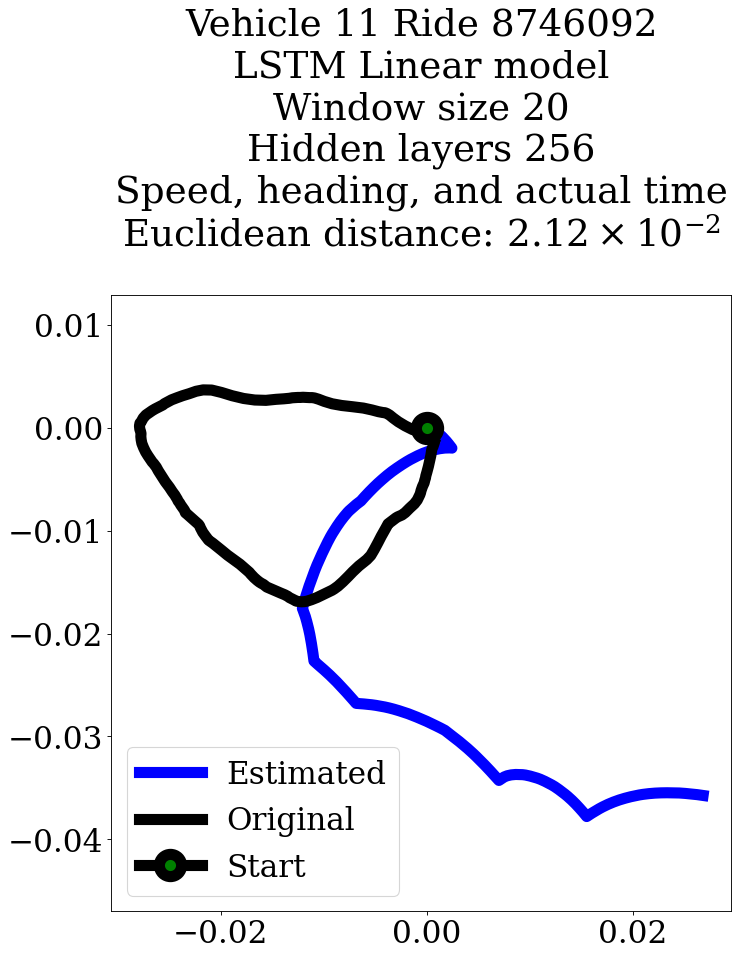 Vehicle 11 Ride 8746092
LSTM Linear model
Window size 20
Hidden layers 256
Speed, heading, and actual time
Euclidean distance: 2.12 × 10⁻²
0.01
0.00
−0.01
−0.02
−0.03
−0.04
Estimated
Original
Start
−0.02 0.00 0.02